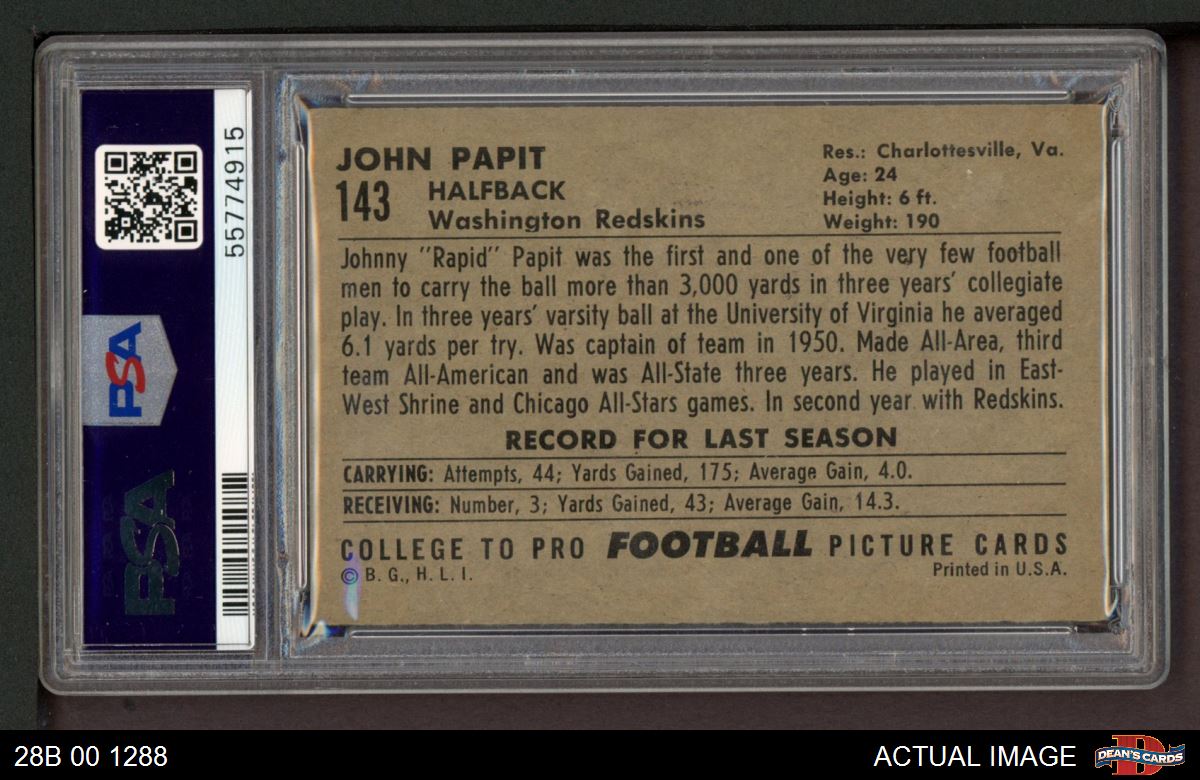 55774915
PSA
PSA
JOHN PAPIT
143
HALFBACK
Washington Redskins
Res.: Charlottesville, Va.
Age: 24
Height: 6 ft.
Weight: 190
Johnny "Rapid" Papit was the first and one of the very few football
men to carry the ball more than 3,000 yards in three years' collegiate
play. In three years' varsity ball at the University of Virginia he averaged
6.1 yards per try. Was captain of team in 1950. Made All-Area, third
team All-American and was All-State three years. He played in East-
West Shrine and Chicago All-Stars games. In second year with Redskins.
RECORD FOR LAST SEASON
CARRYING: Attempts, 44; Yards Gained, 175; Average Gain, 4.0.
RECEIVING: Number, 3; Yards Gained, 43; Average Gain, 14.3.
COLLEGE TO PRO FOOTBALL PICTURE CARDS
© B. G., H. L. I.
Printed in U.S.A.
28B 00 1288
ACTUAL IMAGE
DEAN'S CARDS